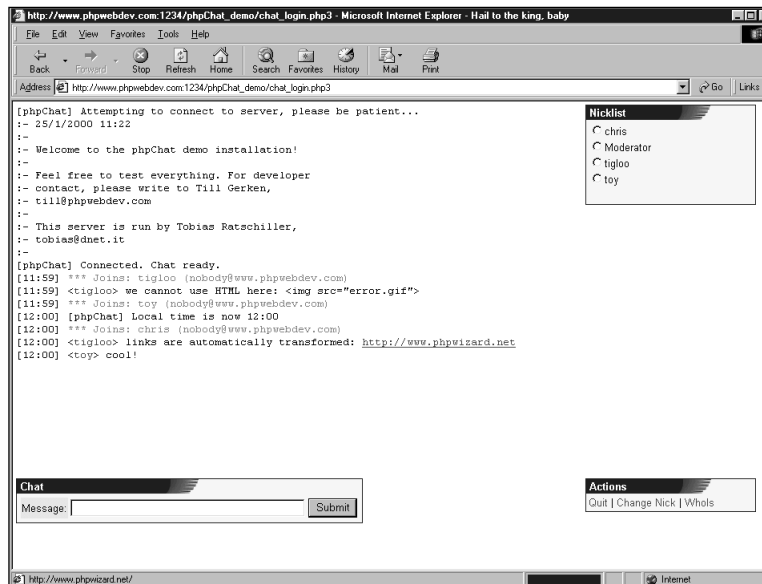 http://www.phpwebdev.com:1234/phpChat_demo/chat_login.php3 - Microsoft Internet Explorer - Hail to the king, baby
File Edit View Favorites Tools Help
Back Forward Stop Refresh Home Search Favorites History Mail Print
Address http://www.phpwebdev.com:1234/phpChat_demo/chat_login.php3 Go Links
[phpChat] Attempting to connect to server, please be patient...
:- 25/1/2000 11:22
:-
:- Welcome to the phpChat demo installation!
:-
:- Feel free to test everything. For developer
:- contact, please write to Till Gerken,
:- till@phpwebdev.com
:-
:- This server is run by Tobias Ratschiller,
:- tobias@dnet.it
:-
[phpChat] Connected. Chat ready.
[11:59] *** Joins: tigloo (nobody@www.phpwebdev.com)
[11:59] <tigloo> we cannot use HTML here: <img src="error.gif">
[11:59] *** Joins: toy (nobody@www.phpwebdev.com)
[12:00] [phpChat] Local time is now 12:00
[12:00] *** Joins: chris (nobody@www.phpwebdev.com)
[12:00] <tigloo> links are automatically transformed: http://www.phpwizard.net
[12:00] <toy> cool!
Nicklist
chris
Moderator
tigloo
toy
Chat
Message: Submit
Actions
Quit | Change Nick | WhoIs
http://www.phpwizard.net/ Internet